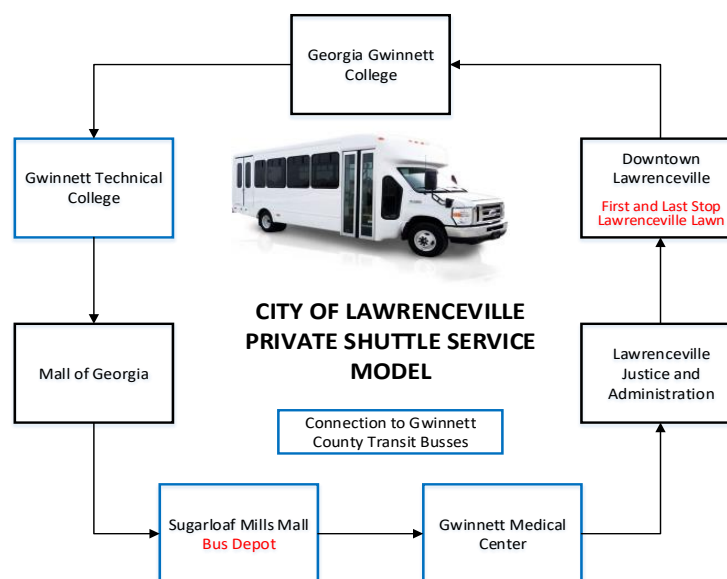 Georgia Gwinnett
College
Gwinnett Technical
College
Downtown
Lawrenceville
First and Last Stop
Lawrenceville Lawn
CITY OF LAWRENCEVILLE
PRIVATE SHUTTLE SERVICE
MODEL
Mall of Georgia
Lawrenceville
Justice and
Administration
Connection to Gwinnett
County Transit Busses
Sugarloaf Mills Mall
Bus Depot
Gwinnett Medical
Center